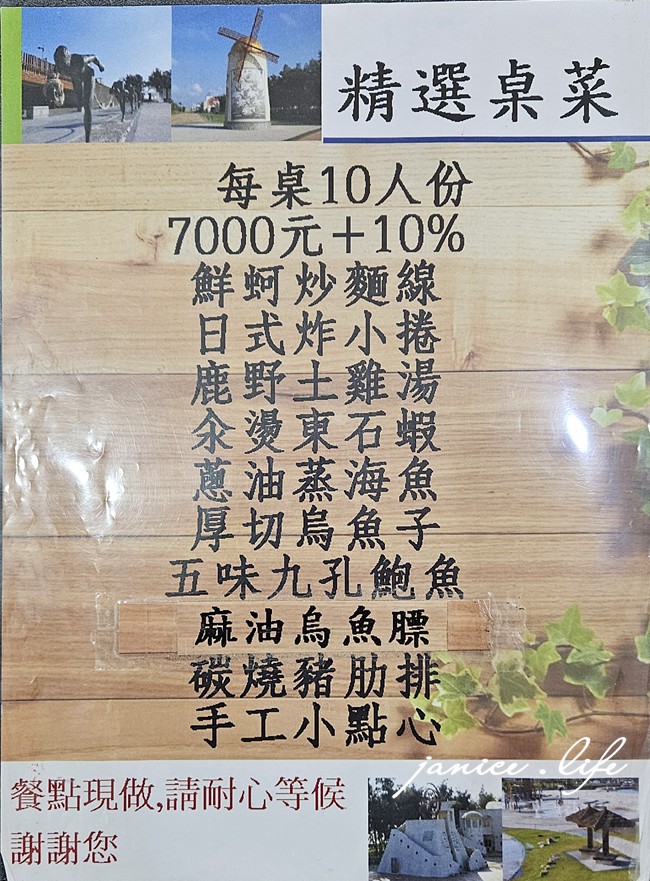 精選桌菜
每桌10人份
7000元+10%
鮮蚵炒麵線
日式炸小捲
鹿野土雞湯
汆燙東石蝦
蔥油蒸海魚
厚切烏魚子
五味九孔鮑魚
麻油烏魚膘
碳燒豬肋排
手工小點心
janice.life
餐點現做,請耐心等候
謝謝您